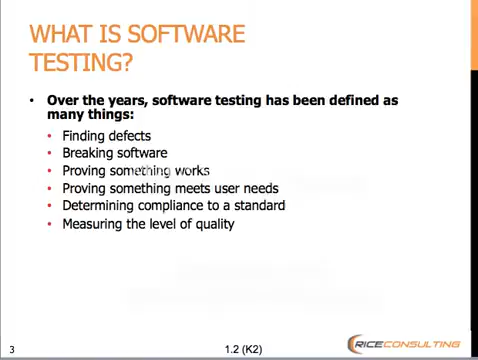 WHAT IS SOFTWARE
TESTING?
• Over the years, software testing has been defined as
many things:
• Finding defects
• Breaking software
• Proving something works
• Proving something meets user needs
• Determining compliance to a standard
• Measuring the level of quality
3
1.2 (K2)
RICECONSULTING